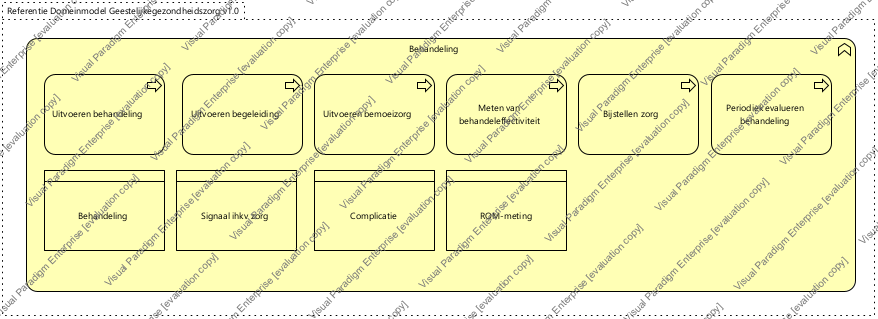 Referentie Domeinmodel Geestelijkegezondheidszorg v1.0
Behandeling
Uitvoeren behandeling
Uitvoeren begeleiding
Uitvoeren bemoeizorg
Meten van
behandeleffectiviteit
Bijstellen zorg
Periodiek evalueren
behandeling
Behandeling
Signaal ihkv zorg
Complicatie
ROM-meting
Visual Paradigm Enterprise [evaluation copy]